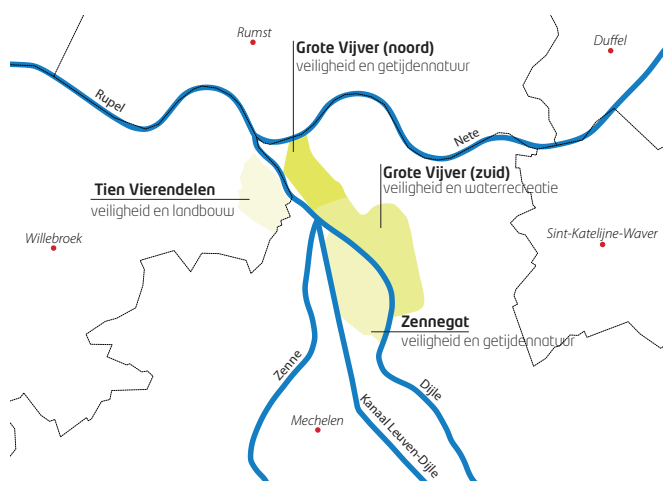 Rumst
Grote Vijver (noord)
veiligheid en getijdennatuur
Duffel
Rupel
Nete
Grote Vijver (zuid)
veiligheid en waterrecreatie
Tien Vierendelen
veiligheid en landbouw
Willebroek
Sint-Katelijne-Waver
Zennegat
veiligheid en getijdennatuur
Zenne
Dijle
Mechelen
Kanaal Leuven-Dijle